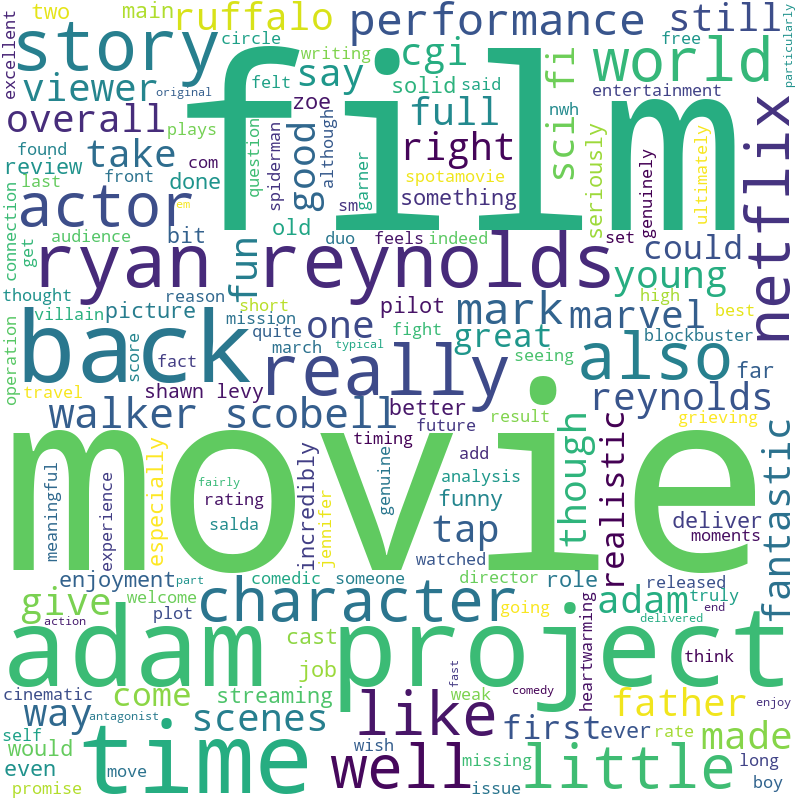 two main ruffalo performance still particularly
excellent circle writing cgi free
story film world
viewer original felt say solid said sci fi entertainment
zoe full nwh
overall plays question spiderman although good right seriously genuinely ultimately netflix
found take com garner spotamovie
review front done sm something
connection last actor bit old duo feels indeed set could
audience get fun
ryan reynolds young
thought reason short pilot high
villain picture mission one mark great marvel best
operation score quite march fight blockbuster
back typical really seeing also far
fact shawn levy reynolds
travel better result
walker scobell future though realistic grieving
timing add
movie
meaningful experience especially fairly incredibly genuine analysis fantastic
rating funny deliver
salda jennifer tap moments
watched
enjoyment part comedic someone director role released
give welcome character going adam truly
plot heartwarming delivered end
action cast
adam project
job fast think
cinematic come streaming weak comedy father enjoy
way antagonist scenes like first ever rate made
self wish
would time well missing little long
even move issue boy
promise
em